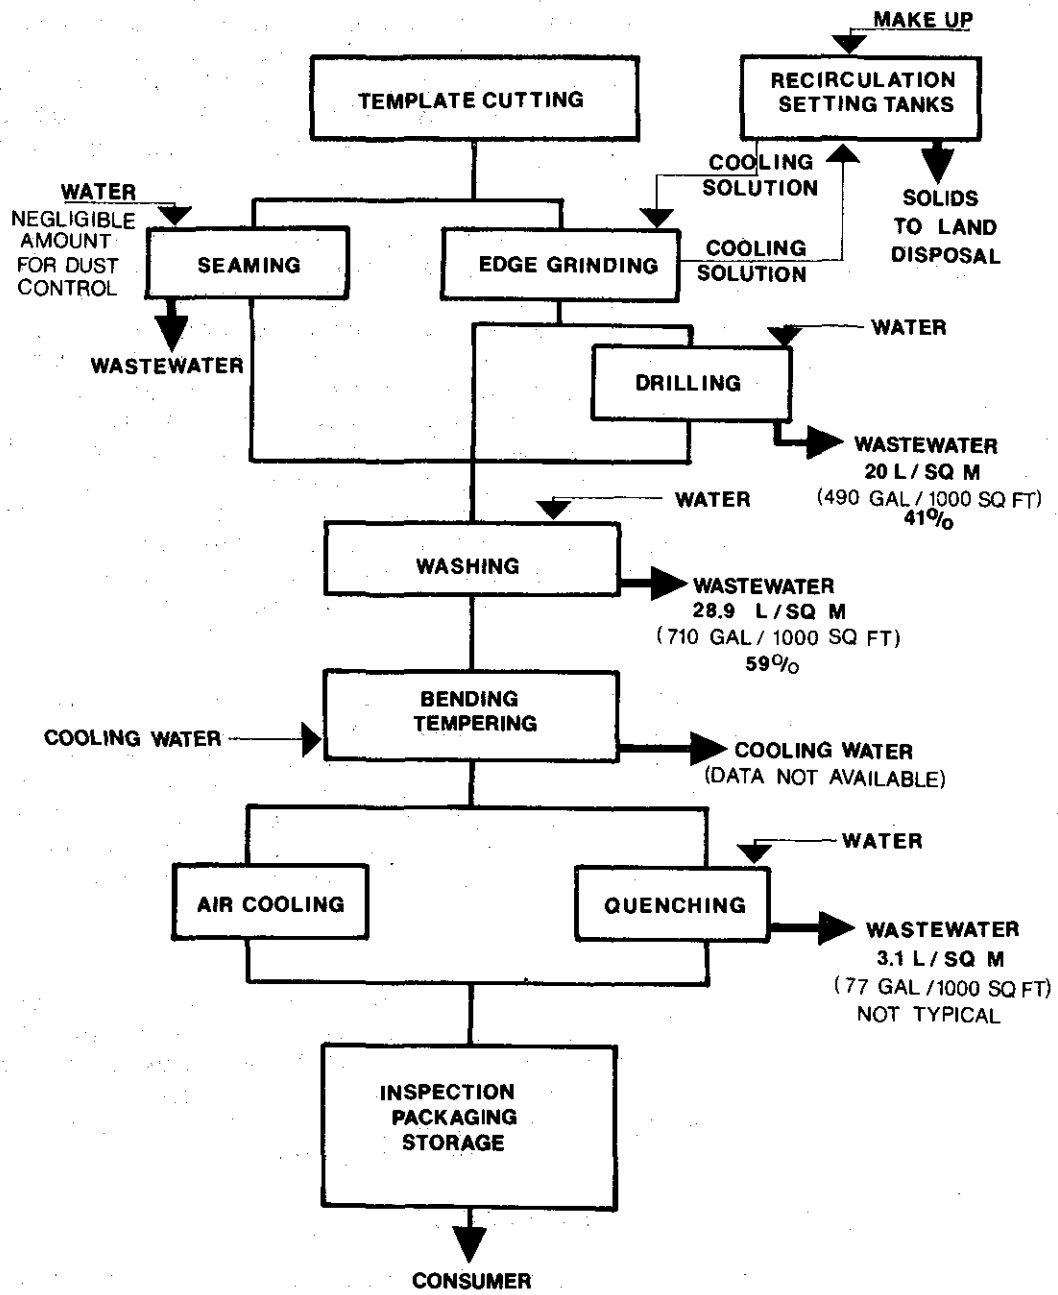 MAKE UP
TEMPLATE CUTTING
RECIRCULATION
SETTING TANKS
COOLING
SOLUTION
WATER
NEGLIGIBLE
AMOUNT
FOR DUST
CONTROL
SOLIDS
TO LAND
DISPOSAL
SEAMING
EDGE GRINDING
COOLING
SOLUTION
WASTEWATER
WATER
DRILLING
WASTEWATER
20 L/SQ M
(490 GAL/1000 SQ FT)
41%
WATER
WASHING
WASTEWATER
28.9 L/SQ M
(710 GAL/1000 SQ FT)
59%
BENDING
TEMPERING
COOLING WATER
COOLING WATER
(DATA NOT AVAILABLE)
WATER
AIR COOLING
QUENCHING
WASTEWATER
3.1 L/SQ M
(77 GAL/1000 SQ FT)
NOT TYPICAL
INSPECTION
PACKAGING
STORAGE
CONSUMER